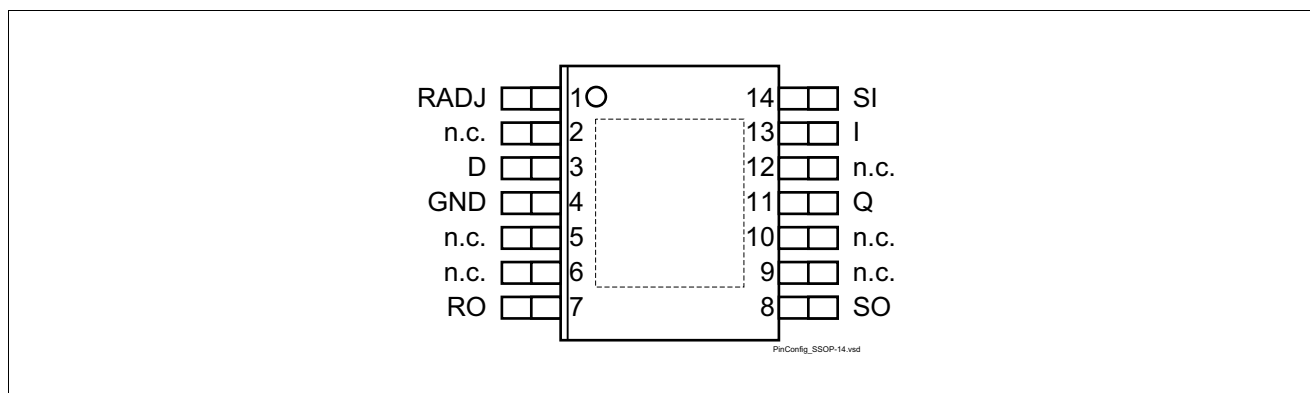 RADJ 1 14 SI
n.c. 2 13 I
D 3 12 n.c.
GND 4 11 Q
n.c. 5 10 n.c.
n.c. 6 9 n.c.
RO 7 8 SO
PinConfig_SSOP-14.vsd